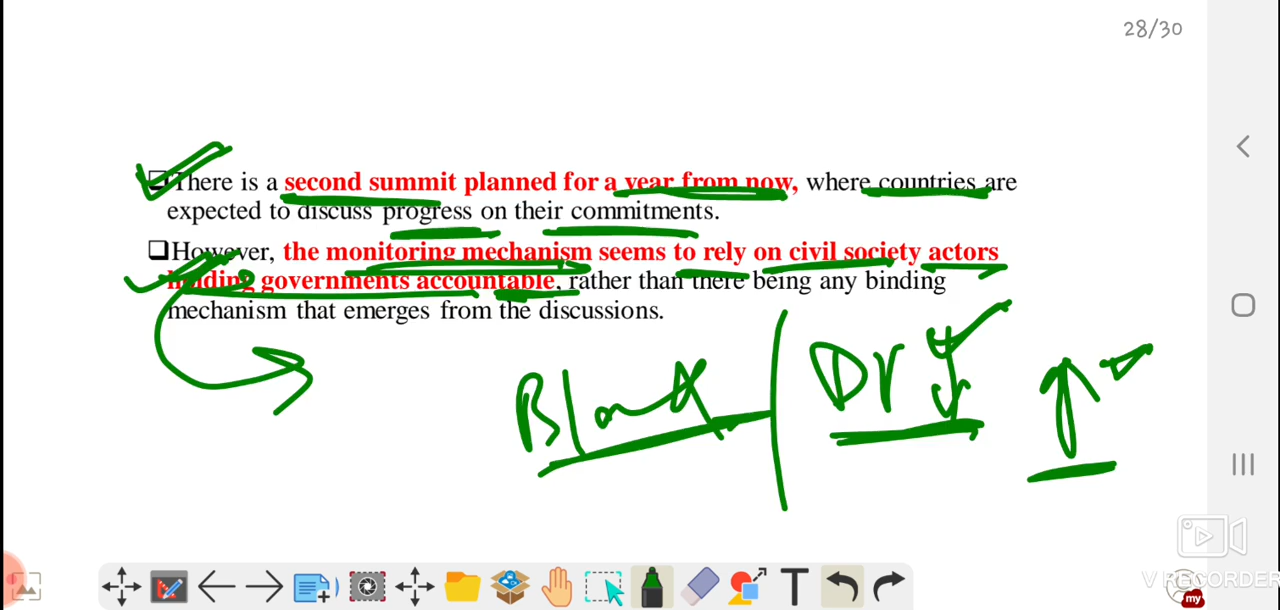 28/30
There is a second summit planned for a year from now, where countries are
expected to discuss progress on their commitments.
However, the monitoring mechanism seems to rely on civil society actors
holding governments accountable, rather than there being any binding
mechanism that emerges from the discussions.
V RECORDER
my